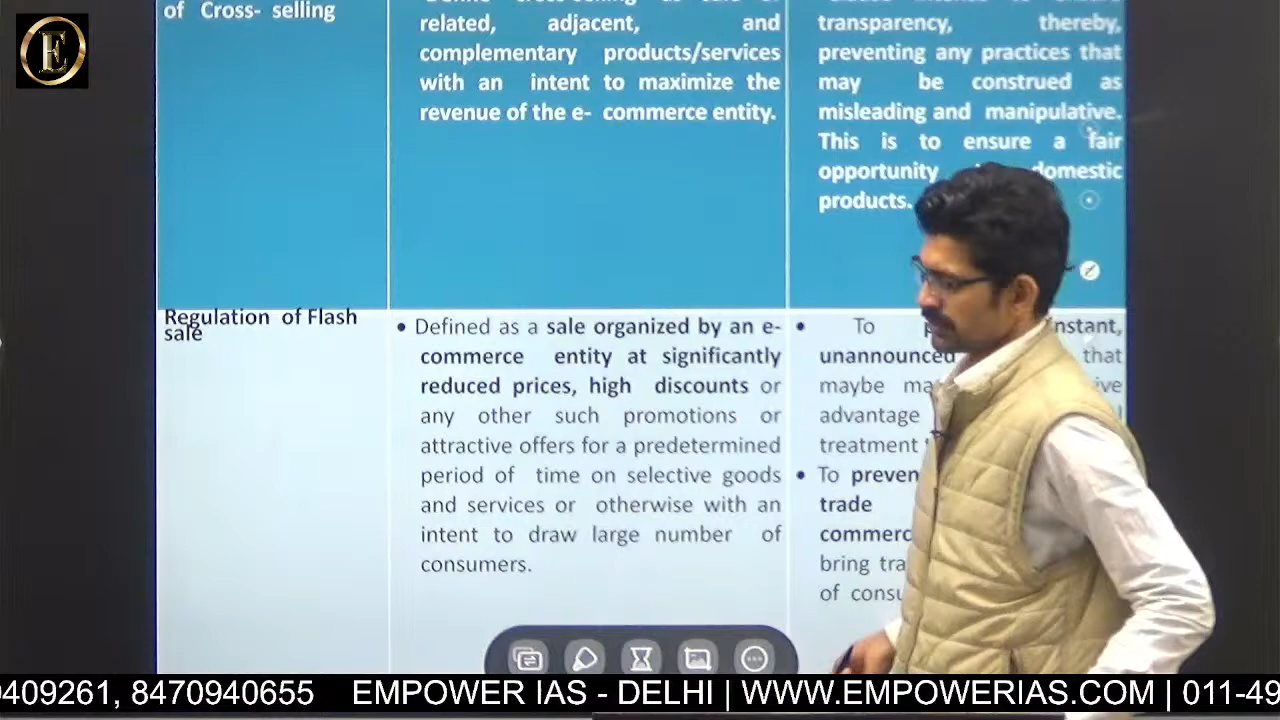 E
of Cross- selling
related, adjacent, and
complementary products/services
with an intent to maximize the
revenue of the e- commerce entity.
transparency, thereby,
preventing any practices that
may be construed as
misleading and manipulative.
This is to ensure a fair
opportunity domestic
products.
Regulation of Flash
sale
• Defined as a sale organized by an e-
commerce entity at significantly
reduced prices, high discounts or
any other such promotions or
attractive offers for a predetermined
period of time on selective goods
and services or otherwise with an
intent to draw large number of
consumers.
• To instant,
unannounced that
maybe
advantage
treatment
• To
trade
bring
of
409261, 8470940655 EMPOWER IAS - DELHI | WWW.EMPOWERIAS.COM | 011-49